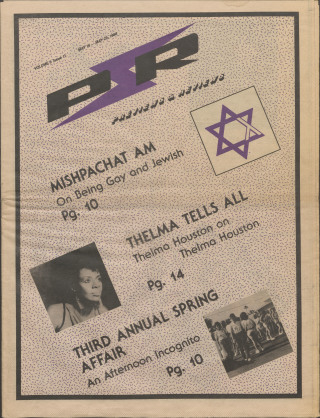 PR
PREVIEWS & REVIEWS
MISHPACHAT AM
On Being Gay and Jewish
Pg. 10
THELMA TELLS ALL
Thelma Houston on
Thelma Houston
Pg. 14
THIRD ANNUAL SPRING
AFFAIR
An Afternoon Incognito
Pg. 10